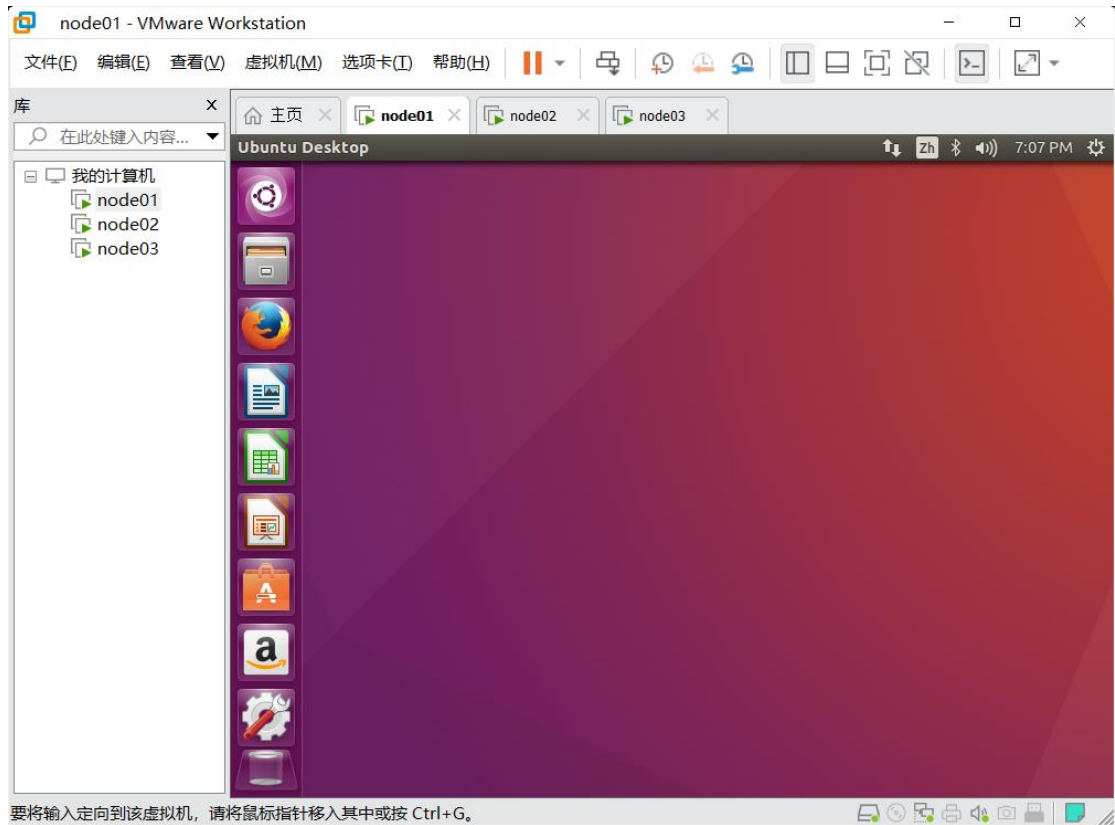 node01 - VMware Workstation
文件(F) 编辑(E) 查看(V) 虚拟机(M) 选项卡(T) 帮助(H)
库
在此处键入内容...
我的计算机
node01
node02
node03
主页 node01 node02 node03
Ubuntu Desktop Zh 7:07 PM
要将输入定向到该虚拟机，请将鼠标指针移入其中或按 Ctrl+G。